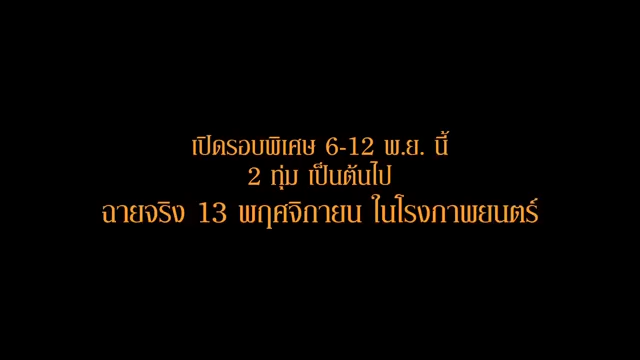 เปิดรอบพิเศษ 6-12 พ.ย. นี้
2 ทุ่ม เป็นต้นไป
ฉายจริง 13 พฤศจิกายน ในโรงภาพยนตร์